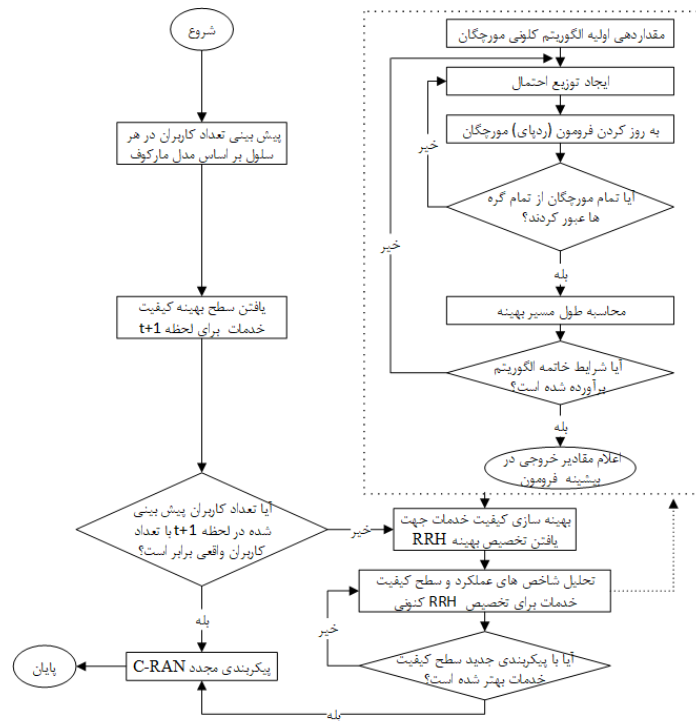 شروع
پیش بینی تعداد کاربران در هر
سلول بر اساس مدل مارکوف
یافتن سطح بهینه کیفیت
خدمات برای لحظه t+1
آیا تعداد کاربران پیش بینی
شده در لحظه t+1 با تعداد
کاربران واقعی برابر است؟
خیر
بله
پیکربندی مجدد C-RAN
پایان
مقداردهی اولیه الگوریتم کلونی مورچگان
ایجاد توزیع احتمال
به روز کردن فرومون (ردپای) مورچگان
خیر
آیا تمام مورچگان از تمام گره
ها عبور کردند؟
خیر
بله
محاسبه طول مسیر بهینه
آیا شرایط خاتمه الگوریتم
برآورده شده است؟
بله
اعلام مقادیر خروجی در
بیشینه فرومون
بهینه سازی کیفیت خدمات جهت
یافتن تخصیص بهینه RRH
تحلیل شاخص های عملکرد و سطح کیفیت
خدمات برای تخصیص RRH کنونی
خیر
آیا با پیکربندی جدید سطح کیفیت
خدمات بهتر شده است؟
بله